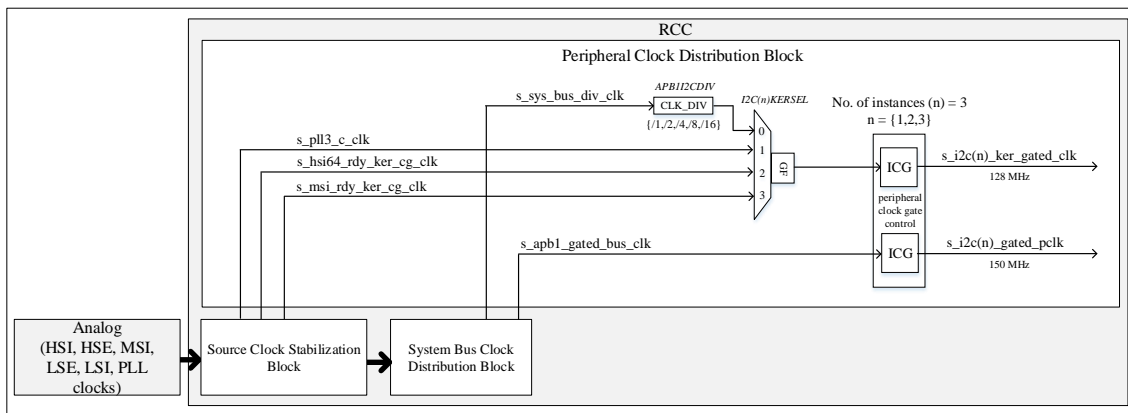 RCC
Peripheral Clock Distribution Block
APB1I2CDIV
s_sys_bus_div_clk
CLK_DIV
{/1,/2,/4,/8,/16}
I2C(n)KERSEL
No. of instances (n) = 3
n = {1,2,3}
0
s_pll3_c_clk
1
s_hsi64_rdy_ker_cg_clk
2
s_msi_rdy_ker_cg_clk
3
GF
ICG
s_i2c(n)_ker_gated_clk
128 MHz
peripheral
clock gate
control
s_apb1_gated_bus_clk
ICG
s_i2c(n)_gated_pclk
150 MHz
Analog
(HSI, HSE, MSI,
LSE, LSI, PLL
clocks)
Source Clock Stabilization
Block
System Bus Clock
Distribution Block